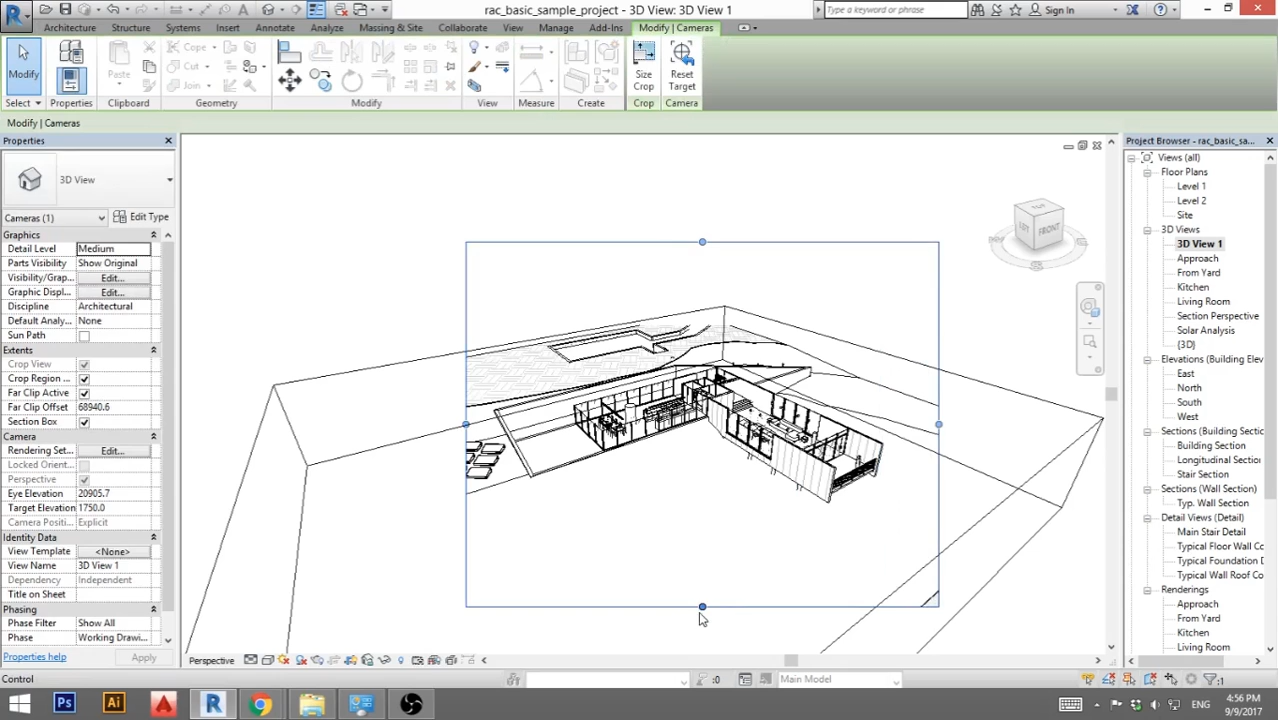 rac_basic_sample_project - 3D View: 3D View 1
Type a keyword or phrase
Sign In
Architecture
Structure
Systems
Insert
Annotate
Analyze
Massing & Site
Collaborate
View
Manage
Add-Ins
Modify | Cameras
Modify
Paste
Cope
Cut
Join
Size
Crop
Reset
Target
Select
Properties
Clipboard
Geometry
Modify
View
Measure
Create
Crop
Camera
Modify | Cameras
Properties
3D View
Cameras (1)
Edit Type
Graphics
Detail Level Medium
Parts Visibility Show Original
Visibility/Grap... Edit...
Graphic Displ... Edit...
Discipline Architectural
Default Analy... None
Sun Path
Extents
Crop View
Crop Region ...
Far Clip Active
Far Clip Offset 68940.6
Section Box
Camera
Rendering Set... Edit...
Locked Orient...
Perspective
Eye Elevation 20905.7
Target Elevation 1750.0
Camera Positi... Explicit
Identity Data
View Template <None>
View Name 3D View 1
Dependency Independent
Title on Sheet
Phasing
Phase Filter Show All
Phase Working Drawi...
Properties help
Apply
FRONT
Project Browser - rac_basic_sa...
Views (all)
Floor Plans
Level 1
Level 2
Site
3D Views
3D View 1
Approach
From Yard
Kitchen
Living Room
Section Perspective
Solar Analysis
{3D}
Elevations (Building Elev
East
North
South
West
Sections (Building Sectio
Building Section
Longitudinal Sectio
Stair Section
Sections (Wall Section)
Typ. Wall Section
Detail Views (Detail)
Main Stair Detail
Typical Floor Wall Co
Typical Foundation D
Typical Wall Roof Co
Renderings
Approach
From Yard
Kitchen
Living Room
Perspective
Control
:0
Main Model
:1
Ps
Ai
ENG
4:56 PM
9/9/2017